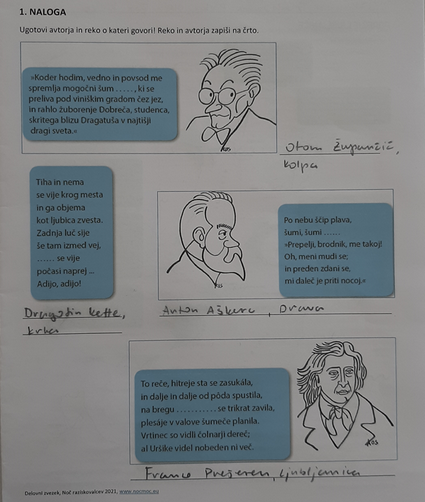 1. NALOGA
Ugotovi avtorja in reko o kateri govori! Reko in avtorja zapiši na črto.
»Koder hodim, vedno in povsod me
spremlja mogočni šum ....., ki se
preliva pod viniškim gradom čez jez,
in rahlo žuborenje Dobreča, studenca,
skritega blizu Dragatuša v najtišji
dragi sveta.«
Oton Župančič,
kolpa
Tiha in nema
se vije krog mesta
in ga objema
kot ljubica zvesta.
Zadnja luč sije
še tam izmed vej,
...... se vije
počasi naprej ...
Adijo, adijo!
Dragotin kette,
krka
Po nebu ščip plava,
šumi, šumi ......
»Prepelji, brodnik, me takoj!
Oh, meni mudi se;
in preden zdani se,
mi daleč je priti nocoj.«
Anton Aškerc, Drava
To reče, hitreje sta se zasukála,
in dalje in dalje od pôda spustila,
na bregu ........... se trikrat zavila,
plesáje v valove šumeče planila.
Vrtinec so vidli čolnarji dereč;
al Uršike videl nobeden ni več.
France Prešeren, Ljubljanica
Delovni zvezek, Noč raziskovalcev 2021, www.nocmoc.eu